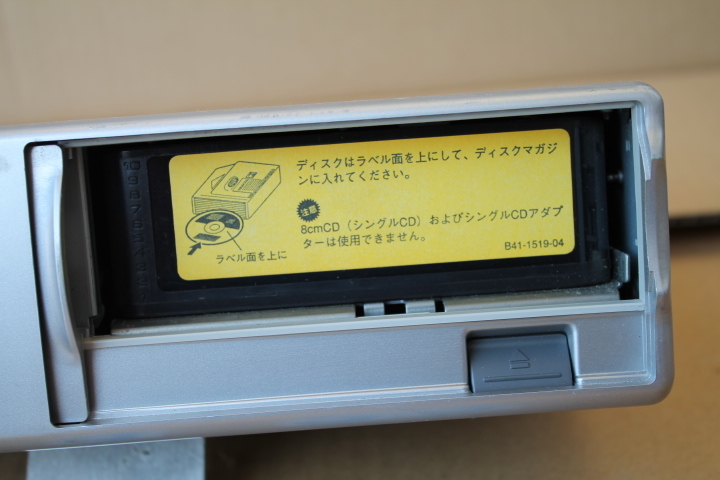 ディスクはラベル面を上にして、ディスクマガジ
ンに入れてください。
注意
8cmCD（シングルCD）およびシングルCDアダプ
ターは使用できません。
ラベル面を上に
B41-1519-04